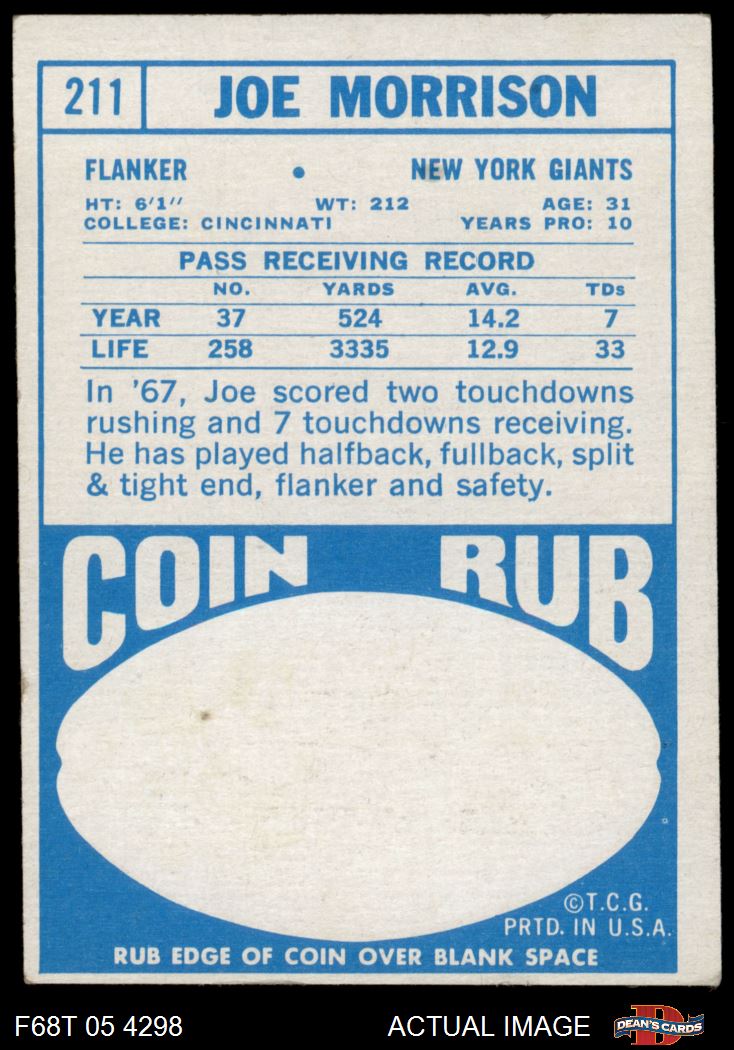 211 JOE MORRISON
FLANKER • NEW YORK GIANTS
HT: 6'1" WT: 212 AGE: 31
COLLEGE: CINCINNATI YEARS PRO: 10
PASS RECEIVING RECORD
NO. YARDS AVG. TDs
YEAR 37 524 14.2 7
LIFE 258 3335 12.9 33
In '67, Joe scored two touchdowns
rushing and 7 touchdowns receiving.
He has played halfback, fullback, split
& tight end, flanker and safety.
COIN RUB
©T.C.G.
PRTD. IN U.S.A.
RUB EDGE OF COIN OVER BLANK SPACE
F68T 05 4298 ACTUAL IMAGE D DEAN'S CARDS